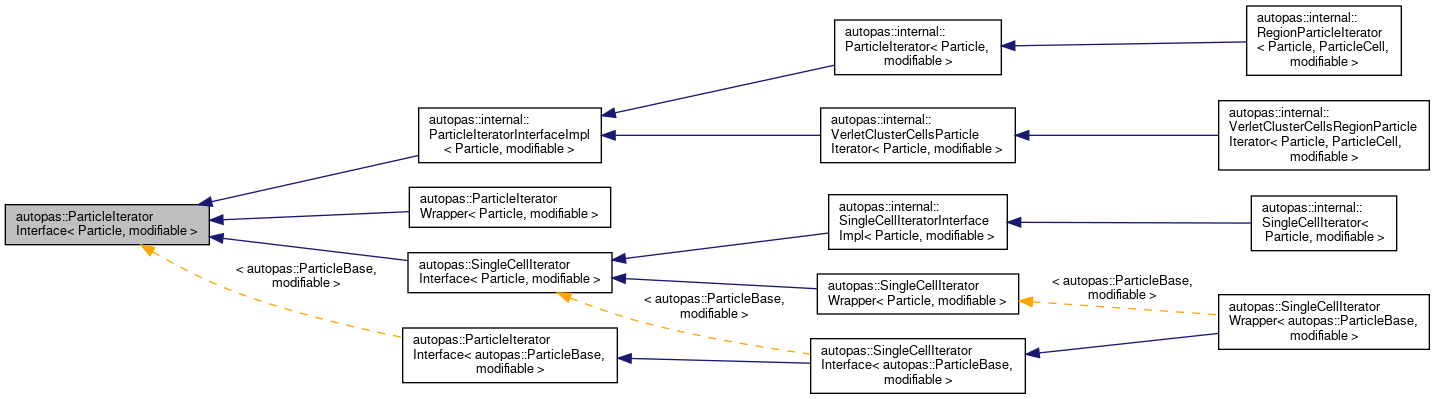 autopas::ParticleIterator
Interface< Particle, modifiable >
autopas::internal::
ParticleIteratorInterfaceImpl
< Particle, modifiable >
autopas::ParticleIterator
Wrapper< Particle, modifiable >
autopas::SingleCellIterator
Interface< Particle, modifiable >
autopas::ParticleIterator
Interface< autopas::ParticleBase,
modifiable >
< autopas::ParticleBase,
modifiable >
autopas::internal::
ParticleIterator< Particle,
modifiable >
autopas::internal::
VerletClusterCellsParticle
Iterator< Particle, modifiable >
autopas::internal::
SingleCellIteratorInterface
Impl< Particle, modifiable >
autopas::SingleCellIterator
Wrapper< Particle, modifiable >
< autopas::ParticleBase,
modifiable >
autopas::SingleCellIterator
Interface< autopas::ParticleBase,
modifiable >
autopas::internal::
RegionParticleIterator
< Particle, ParticleCell,
modifiable >
autopas::internal::
VerletClusterCellsRegionParticle
Iterator< Particle, ParticleCell,
modifiable >
autopas::internal::
SingleCellIterator<
Particle, modifiable >
< autopas::ParticleBase,
modifiable >
autopas::SingleCellIterator
Wrapper< autopas::ParticleBase,
modifiable >